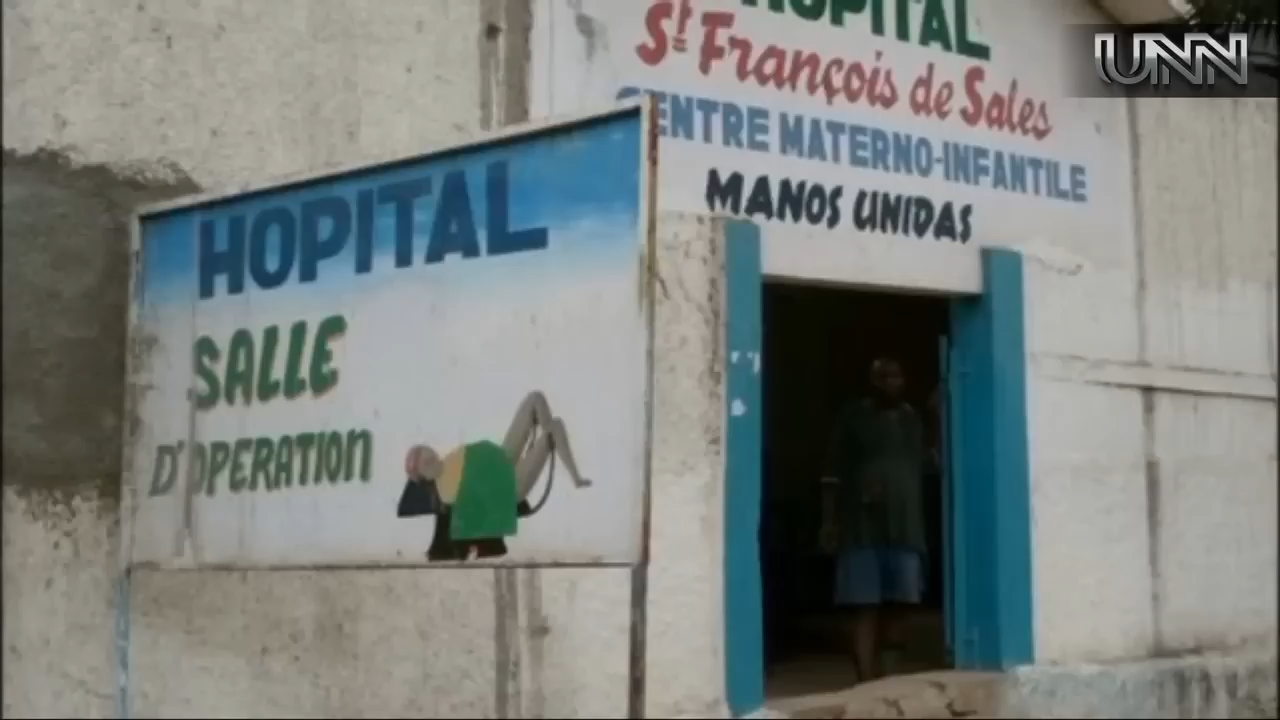 HOPITAL
St François de Sales
CENTRE MATERNO-INFANTILE
MANOS UNIDAS
HOPITAL
SALLE
D'OPERATION
UNN